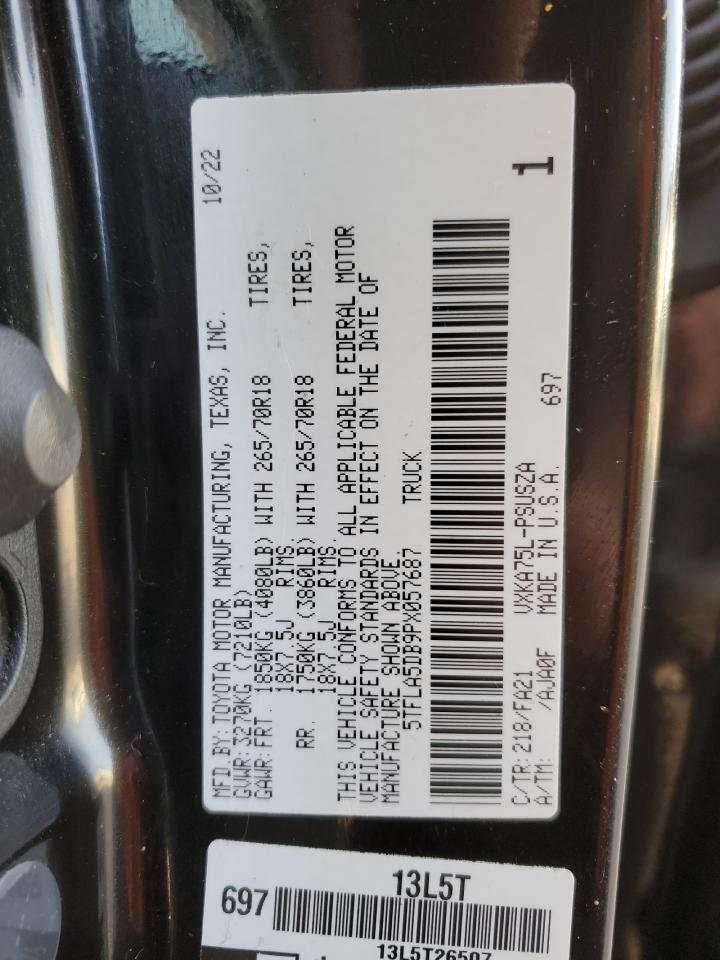 10/22
MFD BY: TOYOTA MOTOR MANUFACTURING, TEXAS, INC.
GVWR: 3270KG (7210LB)
GAWR: FRT. 1850KG (4080LB) WITH 265/70R18 TIRES,
18X7.5J RIMS
RR. 1750KG (3860LB) WITH 265/70R18 TIRES,
18X7.5J RIMS.
THIS VEHICLE CONFORMS TO ALL APPLICABLE FEDERAL MOTOR
VEHICLE SAFETY STANDARDS IN EFFECT ON THE DATE OF
MANUFACTURE SHOWN ABOVE.
5TFLA5DB9PX057687 TRUCK
1
C/TR: 218/FA21 VXKA75L-PSUSZA 697
A/TM: /AJA0F MADE IN U.S.A.
13L5T
697
13L5T26507